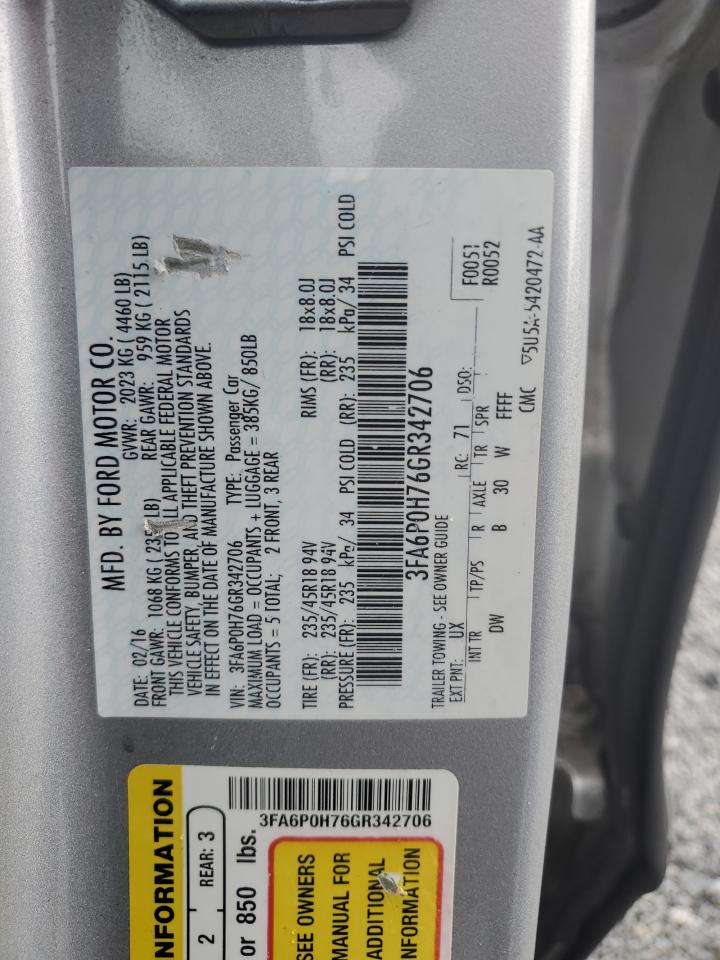 MFD. BY FORD MOTOR CO.
DATE: 02/16 GVWR: 2023 KG ( 4460 LB)
FRONT GAWR: 1068 KG ( LB) REAR GAWR: 959 KG ( 2115 LB)
THIS VEHICLE CONFORMS TO APPLICABLE FEDERAL MOTOR
VEHICLE SAFETY, BUMPER, AND THEFT PREVENTION STANDARDS
IN EFFECT ON THE DATE OF MANUFACTURE SHOWN ABOVE.
VIN: 3FA6P0H76GR342706 TYPE: Passenger Car
MAXIMUM LOAD = OCCUPANTS + LUGGAGE = 385KG/ 850LB
OCCUPANTS = 5 TOTAL; 2 FRONT, 3 REAR
TIRE (FR): 235/45R18 94V RIMS (FR): 18x8.0J
(RR): 235/45R18 94V (RR): 18x8.0J
PRESSURE (FR): 235 kPa/ 34 PSI COLD (RR): 235 kPa/ 34 PSI COLD
3FA6P0H76GR342706
TRAILER TOWING - SEE OWNER GUIDE
F0051
R0052
EXT PNT: UX RC: 71 DSO:
INT TR TP/PS R AXLE TR SPR
DW B 30 W FFFF
CMC 5U5A-5420472-AA
NFORMATION
2 REAR: 3
or 850 lbs.
3FA6P0H76GR342706
SEE OWNERS
MANUAL FOR
ADDITIONAL
NFORMATION